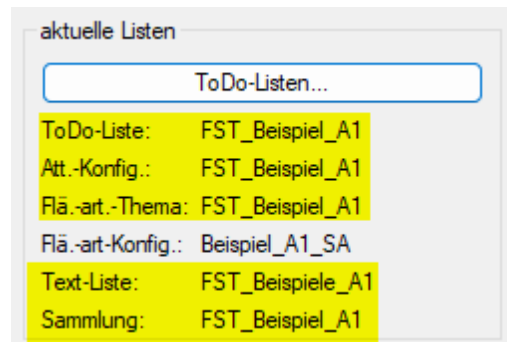 aktuelle Listen
ToDo-Listen...
ToDo-Liste: FST_Beispiel_A1
Att.-Konfig.: FST_Beispiel_A1
Flä.-art.-Thema: FST_Beispiel_A1
Flä.-art-Konfig.: Beispiel_A1_SA
Text-Liste: FST_Beispiele_A1
Sammlung: FST_Beispiel_A1